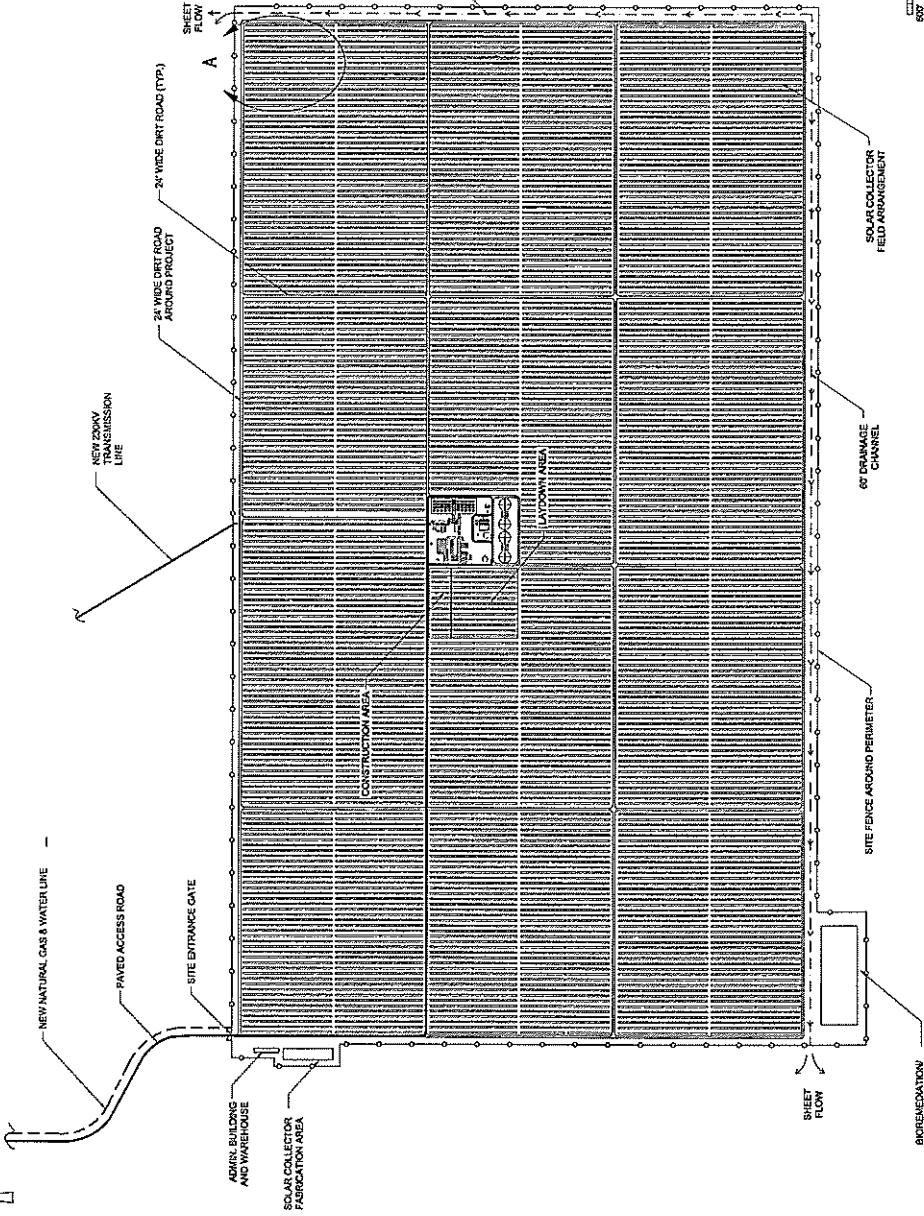 SHEET
FLOW
A
24' WIDE DIRT ROAD (TYP.)
24' WIDE DIRT ROAD
AROUND PROJECT
NEW 230KV
TRANSMISSION
LINE
NEW NATURAL GAS & WATER LINE
PAVED ACCESS ROAD
SITE ENTRANCE GATE
ADMIN. BUILDING
AND WAREHOUSE
SOLAR COLLECTOR
FABRICATION AREA
CONSTRUCTION AREA
LAYDOWN AREA
SOLAR COLLECTOR
FIELD ARRANGEMENT
60' DRAINAGE
CHANNEL
SITE FENCE AROUND PERIMETER
SHEET
FLOW
BIOREMEDIATION/
600'